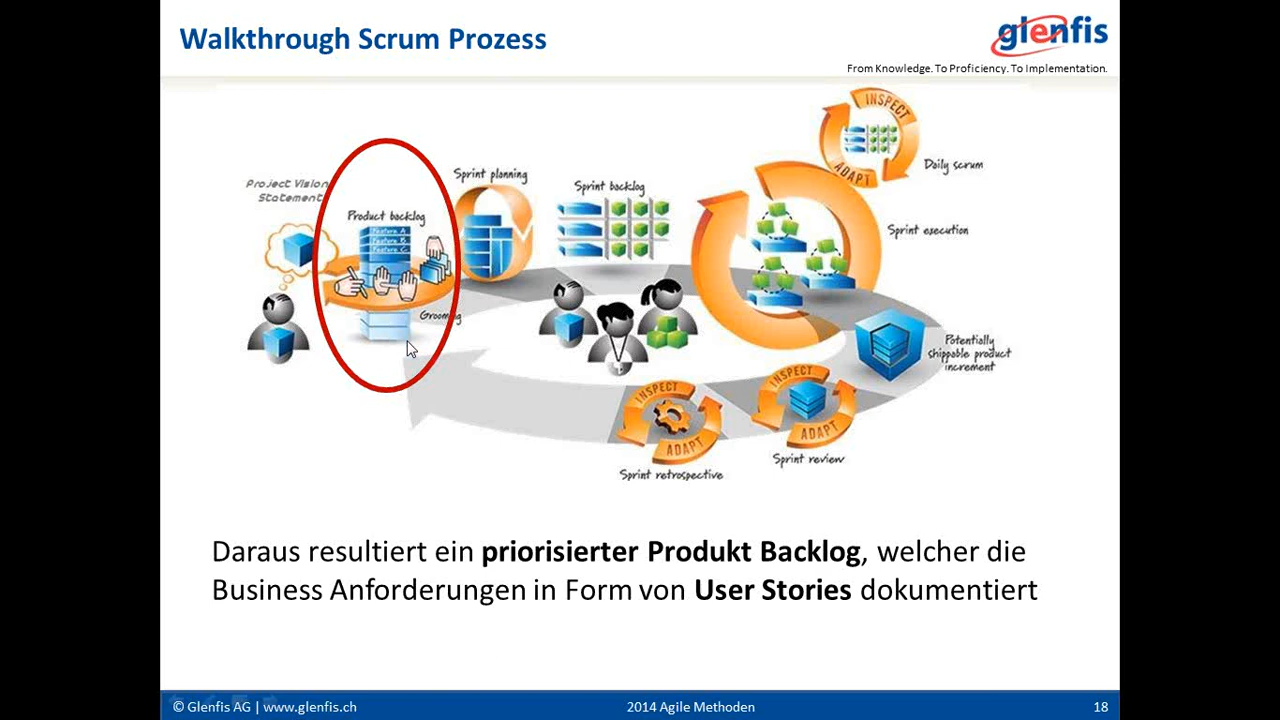 Walkthrough Scrum Prozess
glenfis
From Knowledge. To Proficiency. To Implementation.
Project Vision
Statement
Product backlog
Feature A
Feature B
Feature C
Grooming
Sprint planning
Sprint backlog
INSPECT
ADAPT
Daily scrum
Sprint execution
Potentially
shippable product
increment
INSPECT
ADAPT
Sprint review
INSPECT
ADAPT
Sprint retrospective
Daraus resultiert ein priorisierter Produkt Backlog, welcher die
Business Anforderungen in Form von User Stories dokumentiert
© Glenfis AG | www.glenfis.ch
2014 Agile Methoden
18